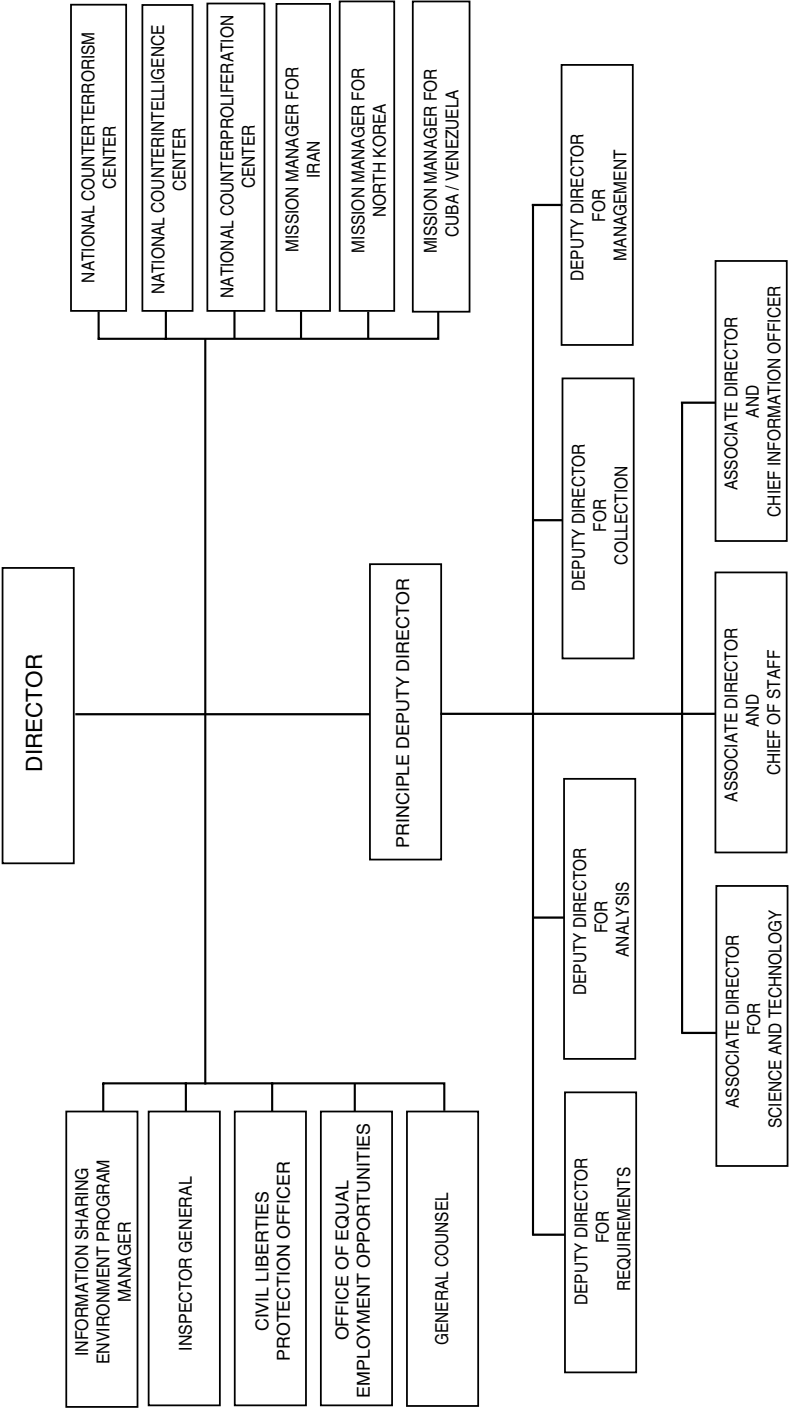 DIRECTOR
INFORMATION SHARING
ENVIRONMENT PROGRAM
MANAGER
INSPECTOR GENERAL
CIVIL LIBERTIES
PROTECTION OFFICER
OFFICE OF EQUAL
EMPLOYMENT OPPORTUNITIES
GENERAL COUNSEL
NATIONAL COUNTERTERRORISM
CENTER
NATIONAL COUNTERINTELLIGENCE
CENTER
NATIONAL COUNTERPROLIFERATION
CENTER
MISSION MANAGER FOR
IRAN
MISSION MANAGER FOR
NORTH KOREA
MISSION MANAGER FOR
CUBA / VENEZUELA
PRINCIPLE DEPUTY DIRECTOR
DEPUTY DIRECTOR
FOR
REQUIREMENTS
DEPUTY DIRECTOR
FOR
ANALYSIS
DEPUTY DIRECTOR
FOR
COLLECTION
DEPUTY DIRECTOR
FOR
MANAGEMENT
ASSOCIATE DIRECTOR
FOR
SCIENCE AND TECHNOLOGY
ASSOCIATE DIRECTOR
AND
CHIEF OF STAFF
ASSOCIATE DIRECTOR
AND
CHIEF INFORMATION OFFICER